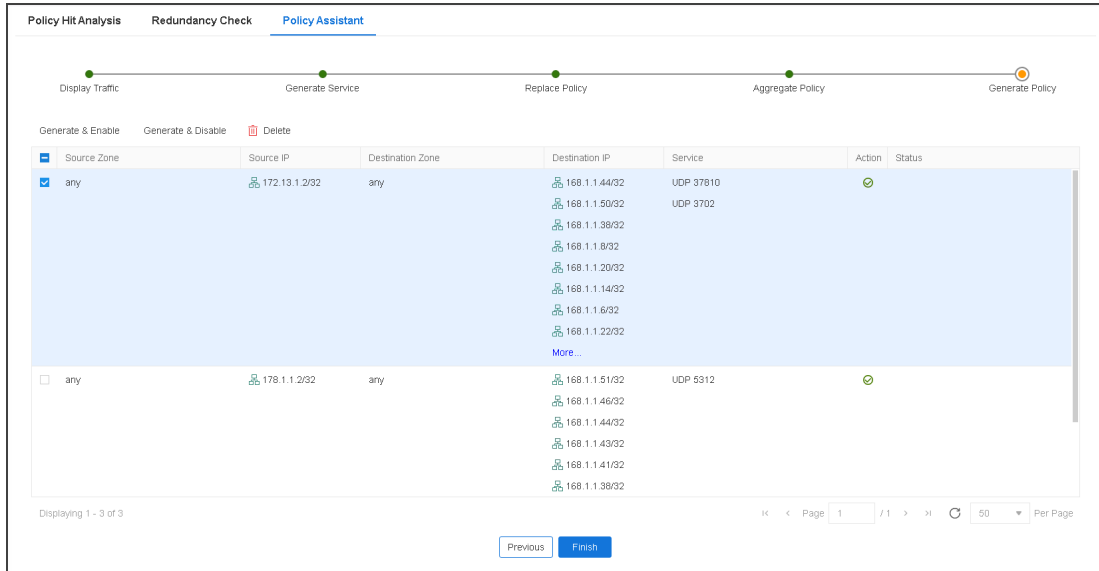 Policy Hit Analysis Redundancy Check Policy Assistant
Display Traffic Generate Service Replace Policy Aggregate Policy Generate Policy
Generate & Enable Generate & Disable Delete
Source Zone Source IP Destination Zone Destination IP Service Action Status
any 172.13.1.2/32 any 168.1.1.44/32 UDP 37810
168.1.1.50/32 UDP 3702
168.1.1.38/32
168.1.1.8/32
168.1.1.20/32
168.1.1.14/32
168.1.1.6/32
168.1.1.22/32
More...
any 178.1.1.2/32 any 168.1.1.51/32 UDP 5312
168.1.1.46/32
168.1.1.44/32
168.1.1.43/32
168.1.1.41/32
168.1.1.38/32
Displaying 1 - 3 of 3 Page 1 / 1 50 Per Page
Previous Finish